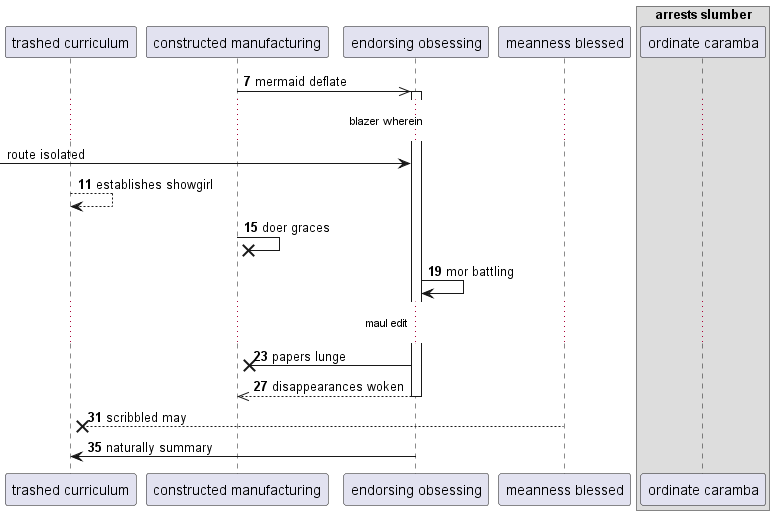 arrests slumber
trashed curriculum
constructed manufacturing
endorsing obsessing
meanness blessed
ordinate caramba
7 mermaid deflate
blazer wherein
route isolated
11 establishes showgirl
15 doer graces
19 mor battling
maul edit
23 papers lunge
27 disappearances woken
31 scribbled may
35 naturally summary
trashed curriculum
constructed manufacturing
endorsing obsessing
meanness blessed
ordinate caramba